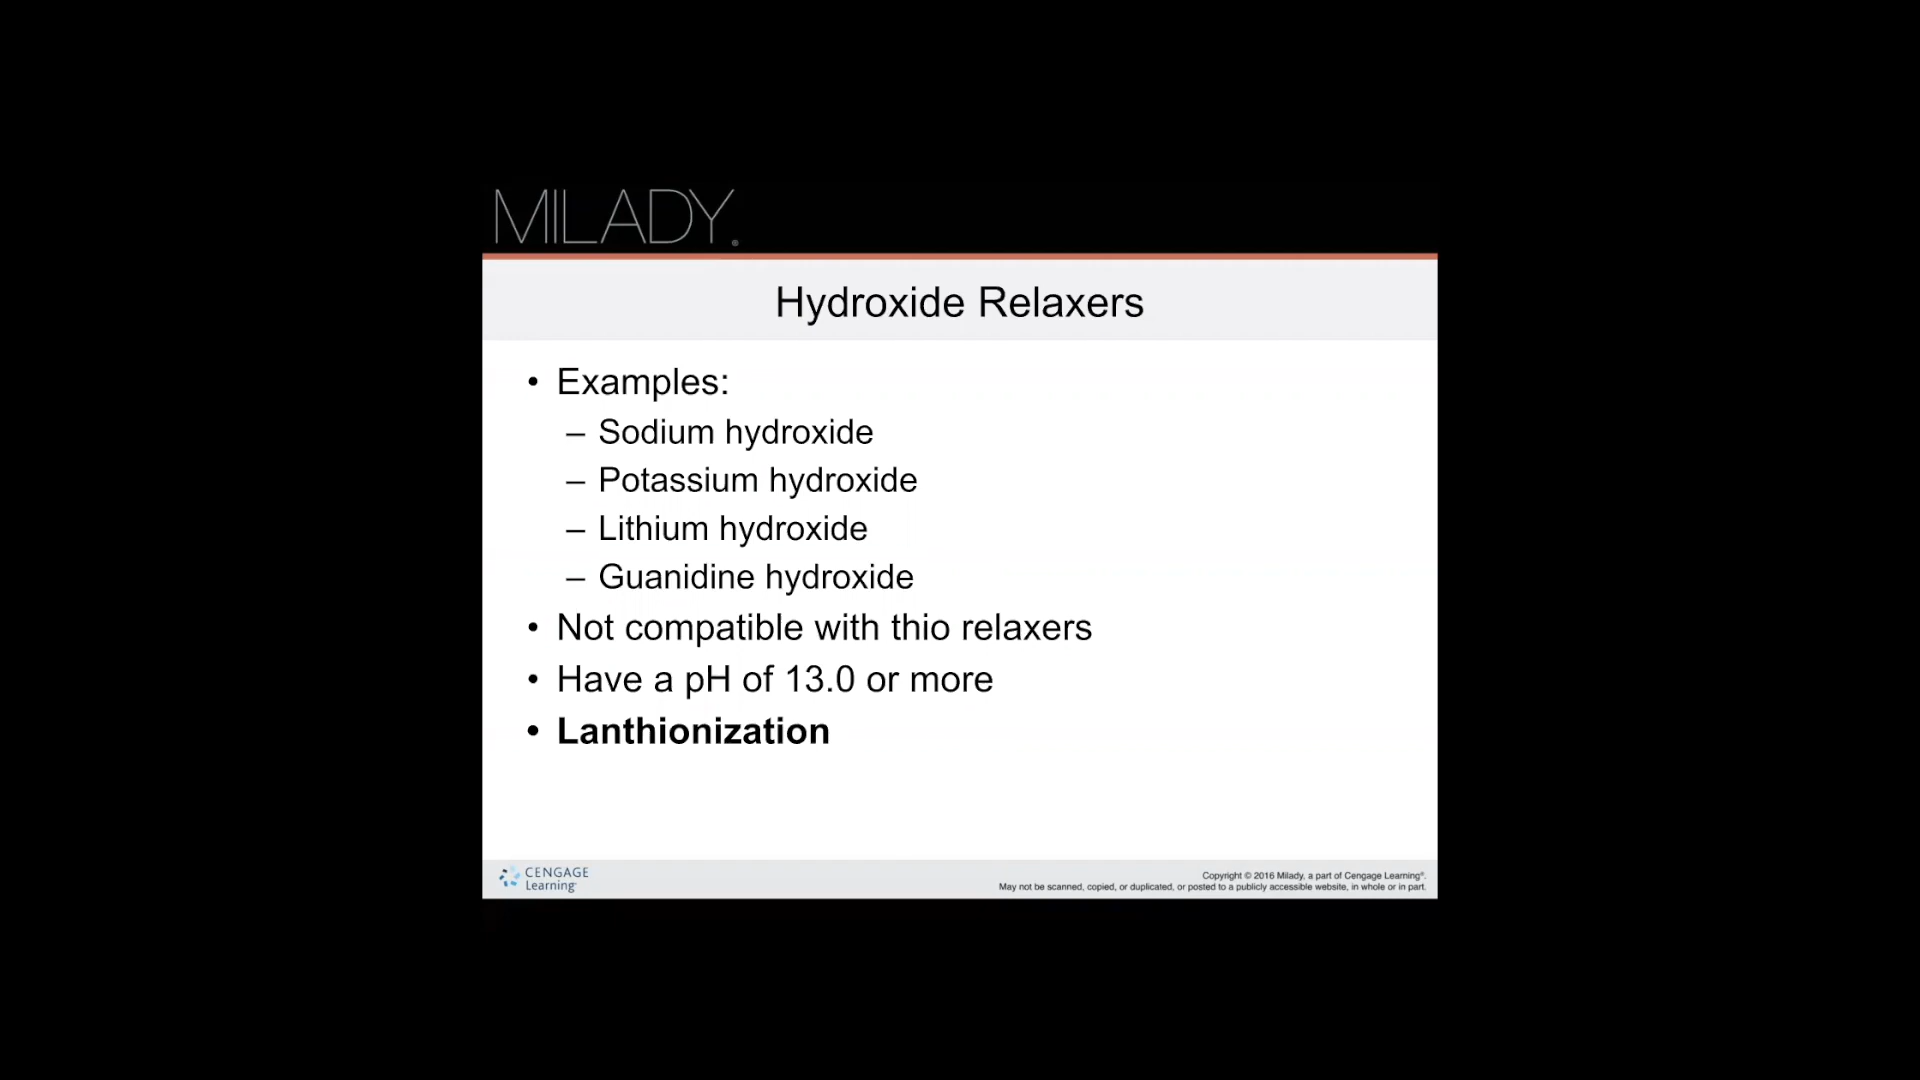 MILADY®
Hydroxide Relaxers
• Examples:
– Sodium hydroxide
– Potassium hydroxide
– Lithium hydroxide
– Guanidine hydroxide
• Not compatible with thio relaxers
• Have a pH of 13.0 or more
• Lanthionization
CENGAGE
Learning™
Copyright © 2016 Milady, a part of Cengage Learning®.
May not be scanned, copied, or duplicated, or posted to a publicly accessible website, in whole or in part.